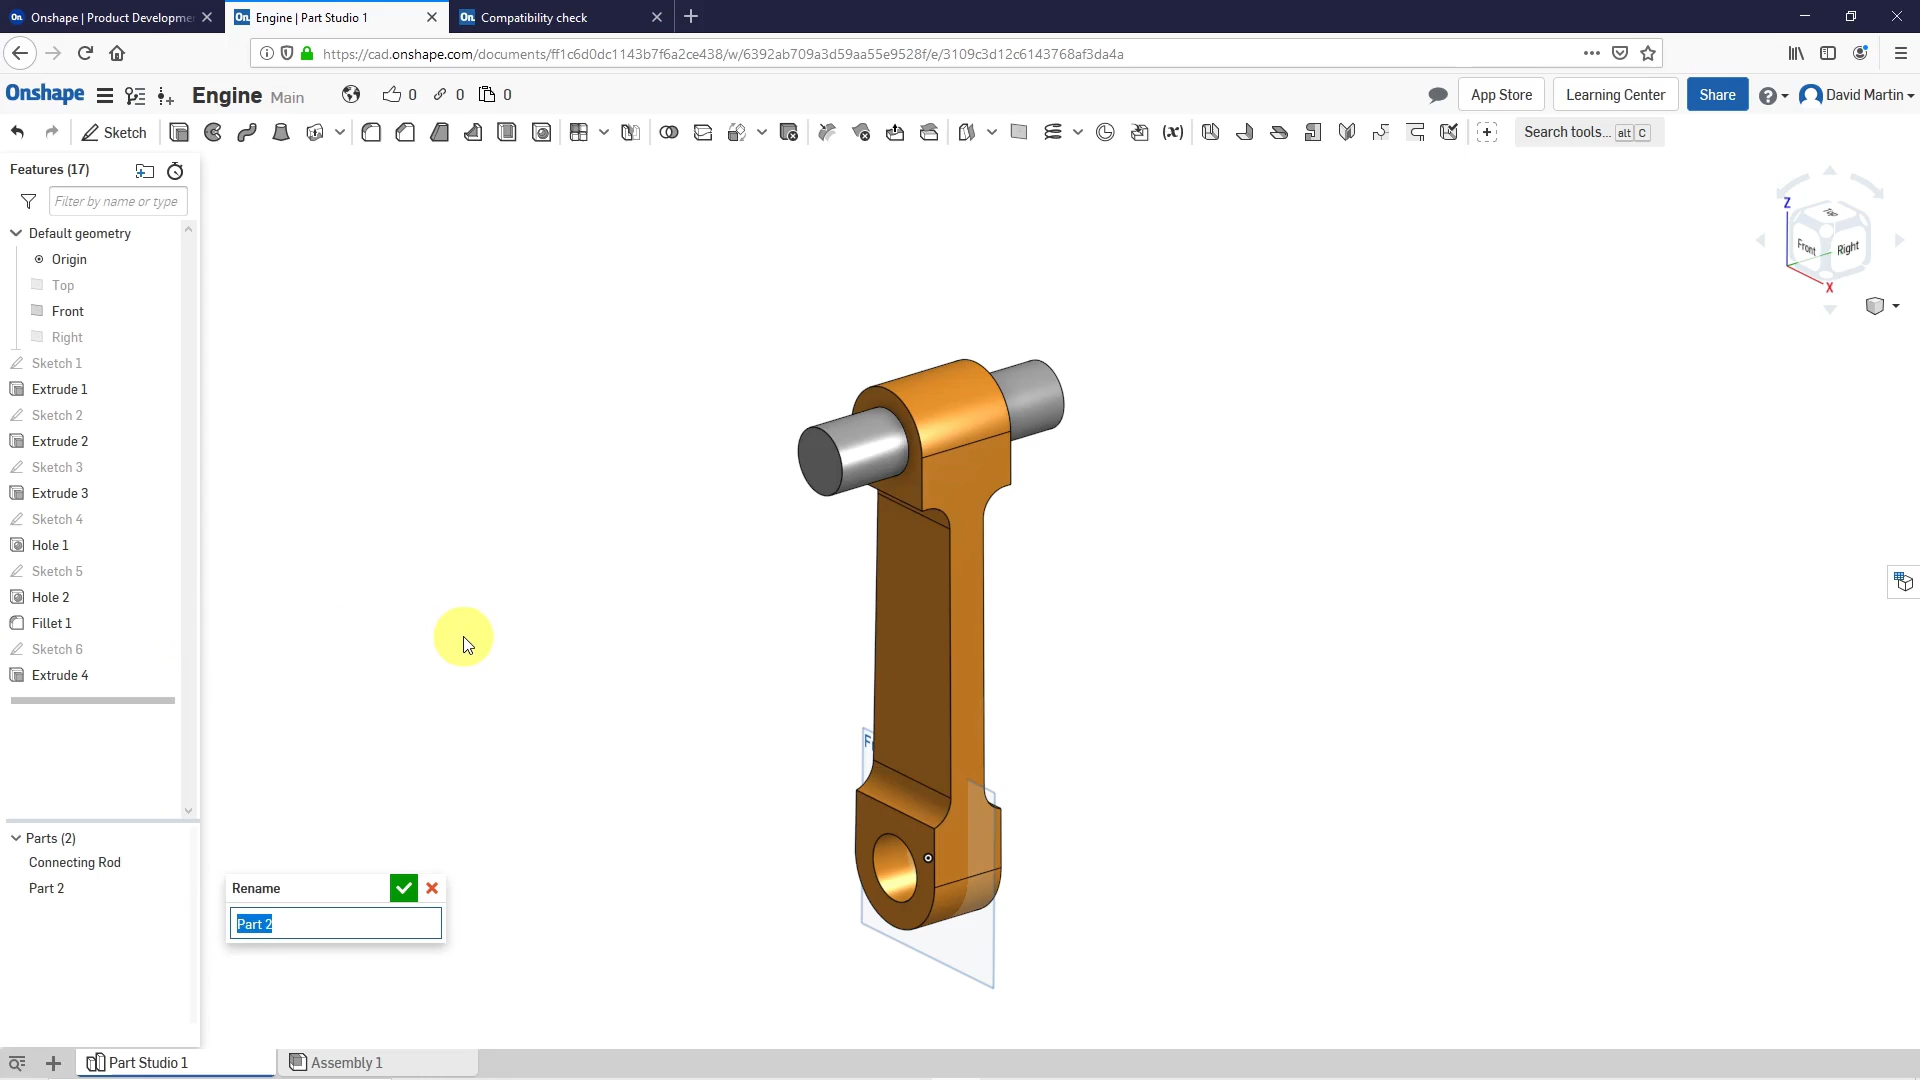 Onshape | Product Developme
Engine | Part Studio 1
Compatibility check
https://cad.onshape.com/documents/ff1c6d0dc1143b7f6a2ce438/w/6392ab709a3d59aa55e9528f/e/3109c3d12c6143768af3da4a
Onshape
Engine Main
0 0 0
App Store
Learning Center
Share
David Martin
Sketch
Search tools... alt C
Features (17)
Filter by name or type
Default geometry
Origin
Top
Front
Right
Sketch 1
Extrude 1
Sketch 2
Extrude 2
Sketch 3
Extrude 3
Sketch 4
Hole 1
Sketch 5
Hole 2
Fillet 1
Sketch 6
Extrude 4
Parts (2)
Connecting Rod
Part 2
Rename
Part 2
Z
Top
Front
Right
X
Part Studio 1
Assembly 1